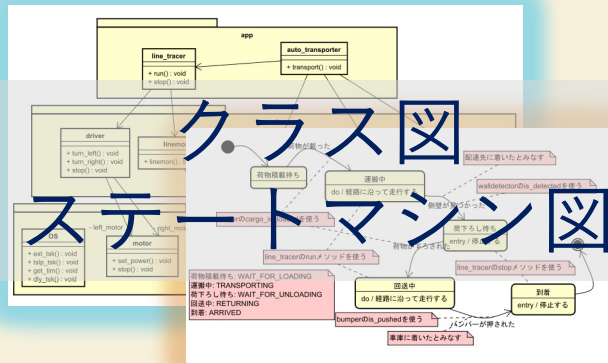 app
line_tracer
+ run() : void
+ stop() : void
auto_transporter
+ transport() : void
クラス図
ステートマシン図
driver
+ turn_left() : void
+ turn_right() : void
+ stop() : void
+ linemon() : void
- left_motor
OS
+ ext_tsk() : void
+ tslp_tsk() : void
+ get_tim() : void
+ dly_tsk() : void
motor
+ set_power() : void
+ stop() : void
荷物積載待ち
運搬中
do / 経路に沿って走行する
配達先に着いたとみなす
walldetectorのis_detectedを使う
荷下ろし待ち
entry / 停止する
line_tracerのrunメソッドを使う
line_tracerのstopメソッドを使う
荷物積載待ち: WAIT_FOR_LOADING
運搬中: TRANSPORTING
荷下ろし待ち: WAIT_FOR_UNLOADING
回送中: RETURNING
到着: ARRIVED
回送中
do / 経路に沿って走行する
到着
entry / 停止する
bumperのis_pushedを使う
バンパーが押された
車庫に着いたとみなす